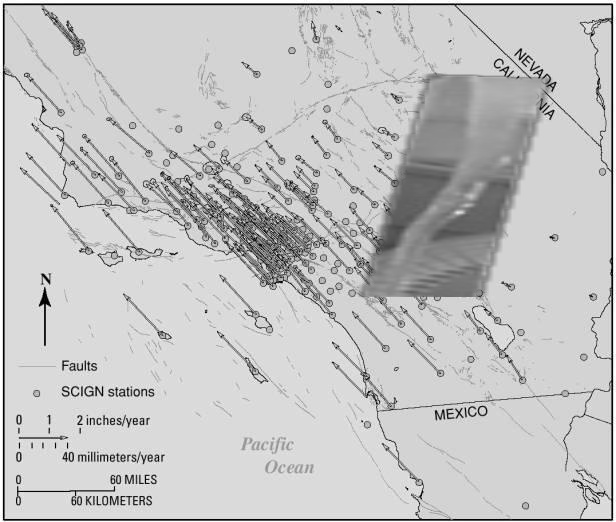 NEVADA
CALIFORNIA
N
Faults
SCIGN stations
0 1 2 inches/year
0 40 millimeters/year
0 60 MILES
0 60 KILOMETERS
MEXICO
Pacific
Ocean